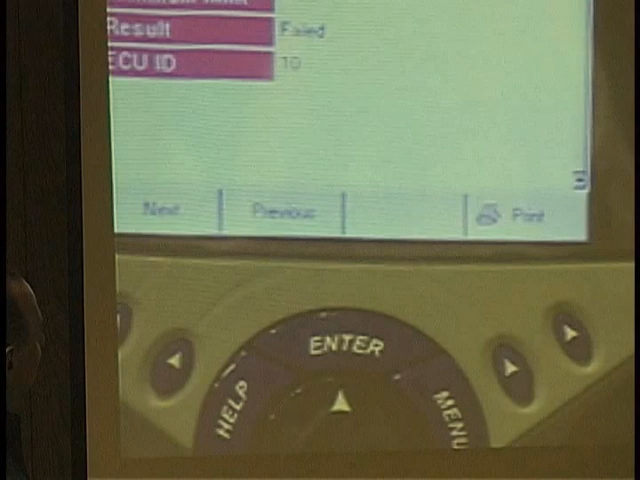 Result Failed
ECU ID 10
Next Previous Print
ENTER
HELP
MENU